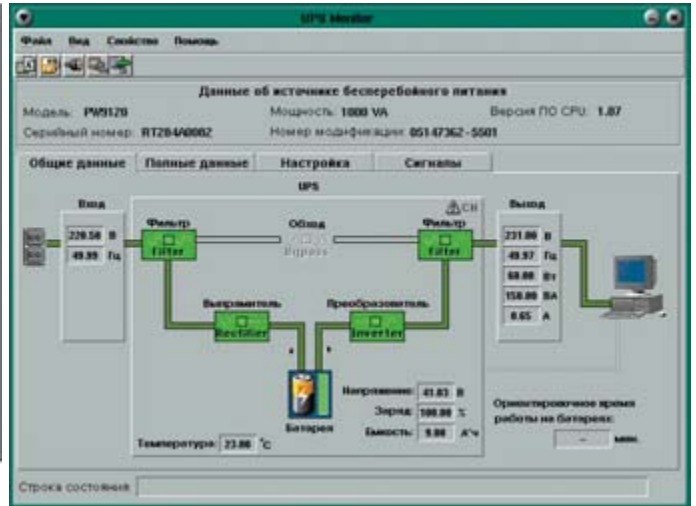 UPS Monitor
Файл Вид Свойство Помощь
Данные об источнике бесперебойного питания
Модель: PW9120 Мощность: 1000 VA Версия ПО CPU: 1.07
Серийный номер: RT284A0002 Номер модификации: 05147362-5501
Общие данные Полные данные Настройка Сигналы
UPS
Вход Выход
CH
Фильтр Обход Фильтр
Filter Bypass Filter
220.50 В
49.99 Гц
231.00 В
49.97 Гц
60.00 Вт
150.00 ВА
0.65 А
Выпрямитель Преобразователь
Rectifier Inverter
Напряжение: 41.03 В
Заряд: 100.00 %
Емкость: 9.00 А*ч
Батарея
Температура: 23.00 °C
Ориентировочное время
работы на батареях:
– мин.
Строка состояния: